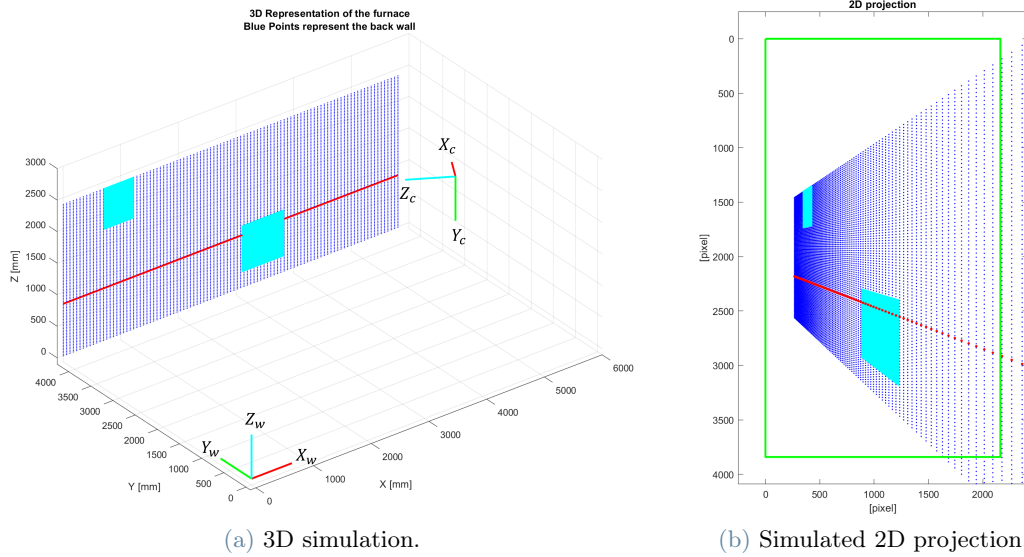 3D Representation of the furnace
Blue Points represent the back wall
3000
2500
2000
1500
1000
500
0
Z [mm]
4000
3500
3000
2500
2000
1500
1000
500
0
Y [mm]
0
1000
2000
3000
4000
5000
6000
X [mm]
X_c
Z_c
Y_c
Z_w
Y_w
X_w
(a) 3D simulation.
2D projection
0
500
1000
1500
2000
2500
3000
3500
4000
[pixel]
0
500
1000
1500
2000
[pixel]
(b) Simulated 2D projection